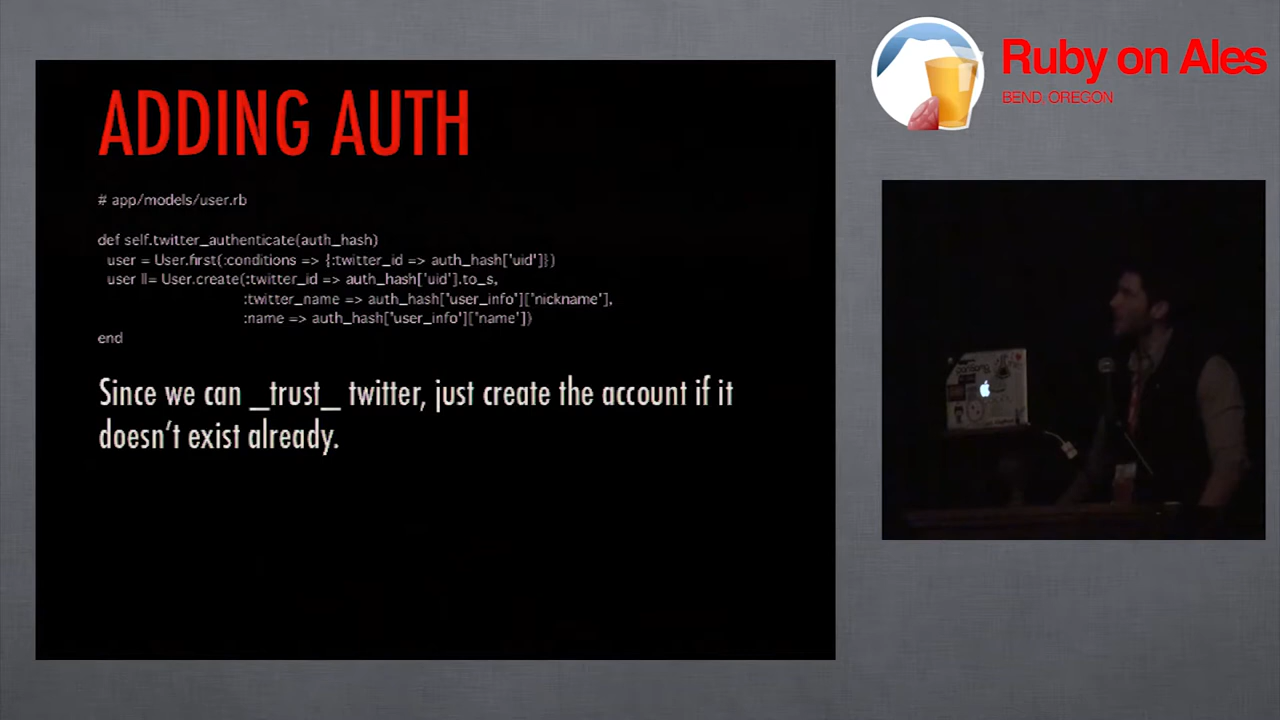 Ruby on Ales
BEND, OREGON
ADDING AUTH
# app/models/user.rb
def self.twitter_authenticate(auth_hash)
user = User.first(:conditions => {:twitter_id => auth_hash['uid']})
user ||= User.create(:twitter_id => auth_hash['uid'].to_s,
:twitter_name => auth_hash['user_info']['nickname'],
:name => auth_hash['user_info']['name'])
end
Since we can _trust_ twitter, just create the account if it
doesn't exist already.